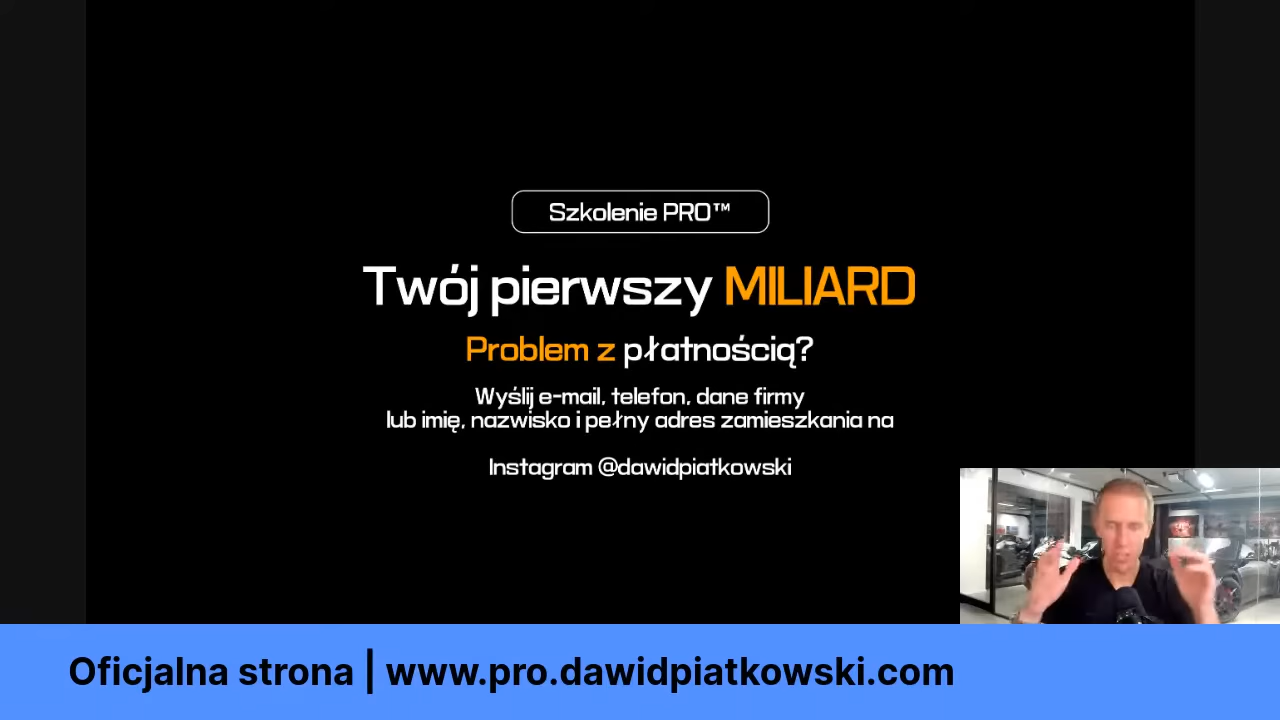 Szkolenie PRO™
Twój pierwszy MILIARD
Problem z płatnością?
Wyślij e-mail, telefon, dane firmy
lub imię, nazwisko i pełny adres zamieszkania na
Instagram @dawidpiatkowski
Oficjalna strona | www.pro.dawidpiatkowski.com